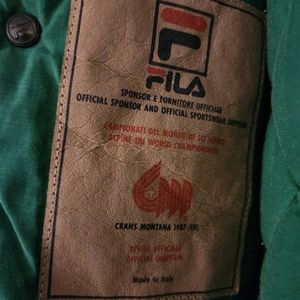 FILA
SPONSOR E FORNITORE UFFICIALE
OFFICIAL SPONSOR AND OFFICIAL SPORTSWEAR SUPPLIER
CAMPIONATI DEL MONDO DI SCI ALPINO
ALPINE SKI WORLD CHAMPIONSHIPS
CRANS MONTANA 1987 (CH)
DIVISA UFFICIALE
OFFICIAL UNIFORM
Made in Italy